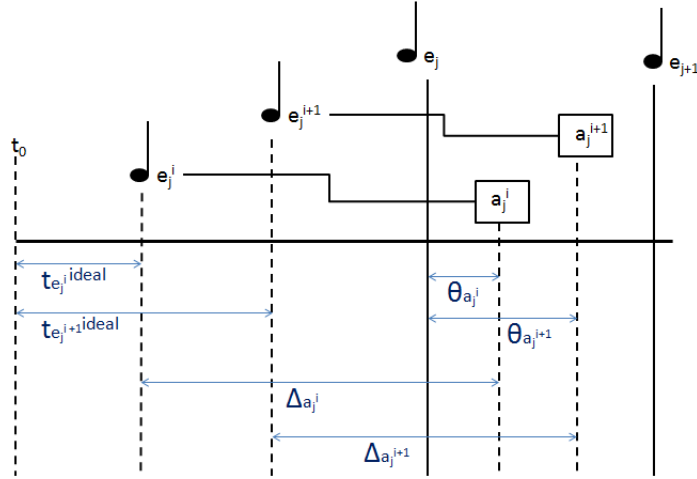 e_j
e_{j+1}
e_j^{i+1}
a_j^{i+1}
t_0
e_j^i
a_j^i
t_{e_j^i}^{ideal}
θ_{a_j^i}
t_{e_j^{i+1}}^{ideal}
θ_{a_j^{i+1}}
Δ_{a_j^i}
Δ_{a_j^{i+1}}